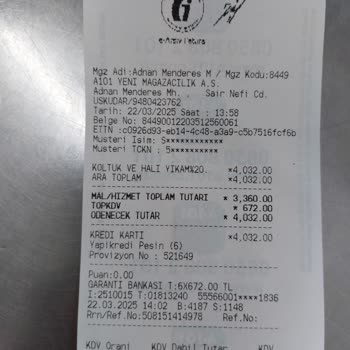 e-Arşiv Fatura
Mgz Adi:Adnan Menderes M / Mgz Kodu:8449
A101 YENI MAGAZACILIK A.S.
Adnan Menderes Mh. , Sair Nefi Cd.
USKUDAR/9480423762
Tarih: 22/03/2025 Saat : 13:58
Belge No: 8449001220351256​0061
ETTN :c0926d93-eb14-4c48-a3a9-c5b7516fcf6b
Musteri Isim: S***********
Musteri TCKN : 5**********
KOLTUK VE HALI YIKAM%20. *4,032.00
ARA TOPLAM *4,032.00
MAL/HIZMET TOPLAM TUTARI * 3,360.00
TOPKDV * 672.00
ODENECEK TUTAR * 4,032.00
KREDI KARTI *4,032.00
Yapikredi Pesin (6)
Provizyon No : 521649
Puan:0.00
GARANTI BANKASI T:6X672.00 TL
I:2510015 T:01813240 55566001****1836
22.03.2025 14:02 B:4187 S:1148
Rrn/Ref.No:508151414978 Ref.No:
KDV Orani KDV Dahil Tutar KDV